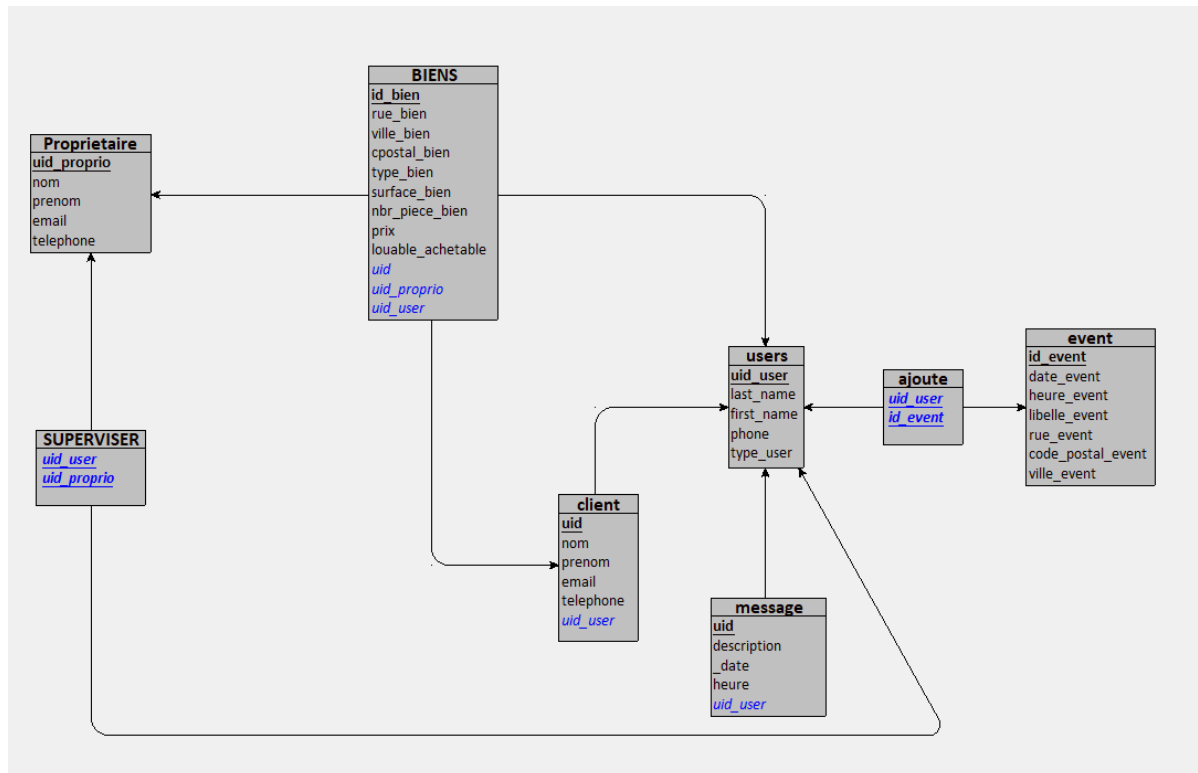 BIENS
id_bien
rue_bien
ville_bien
cpostal_bien
type_bien
surface_bien
nbr_piece_bien
prix
louable_achetable
uid
uid_proprio
uid_user
Proprietaire
uid_proprio
nom
prenom
email
telephone
SUPERVISER
uid_user
uid_proprio
users
uid_user
last_name
first_name
phone
type_user
ajoute
uid_user
id_event
event
id_event
date_event
heure_event
libelle_event
rue_event
code_postal_event
ville_event
client
uid
nom
prenom
email
telephone
uid_user
message
uid
description
_date
heure
uid_user